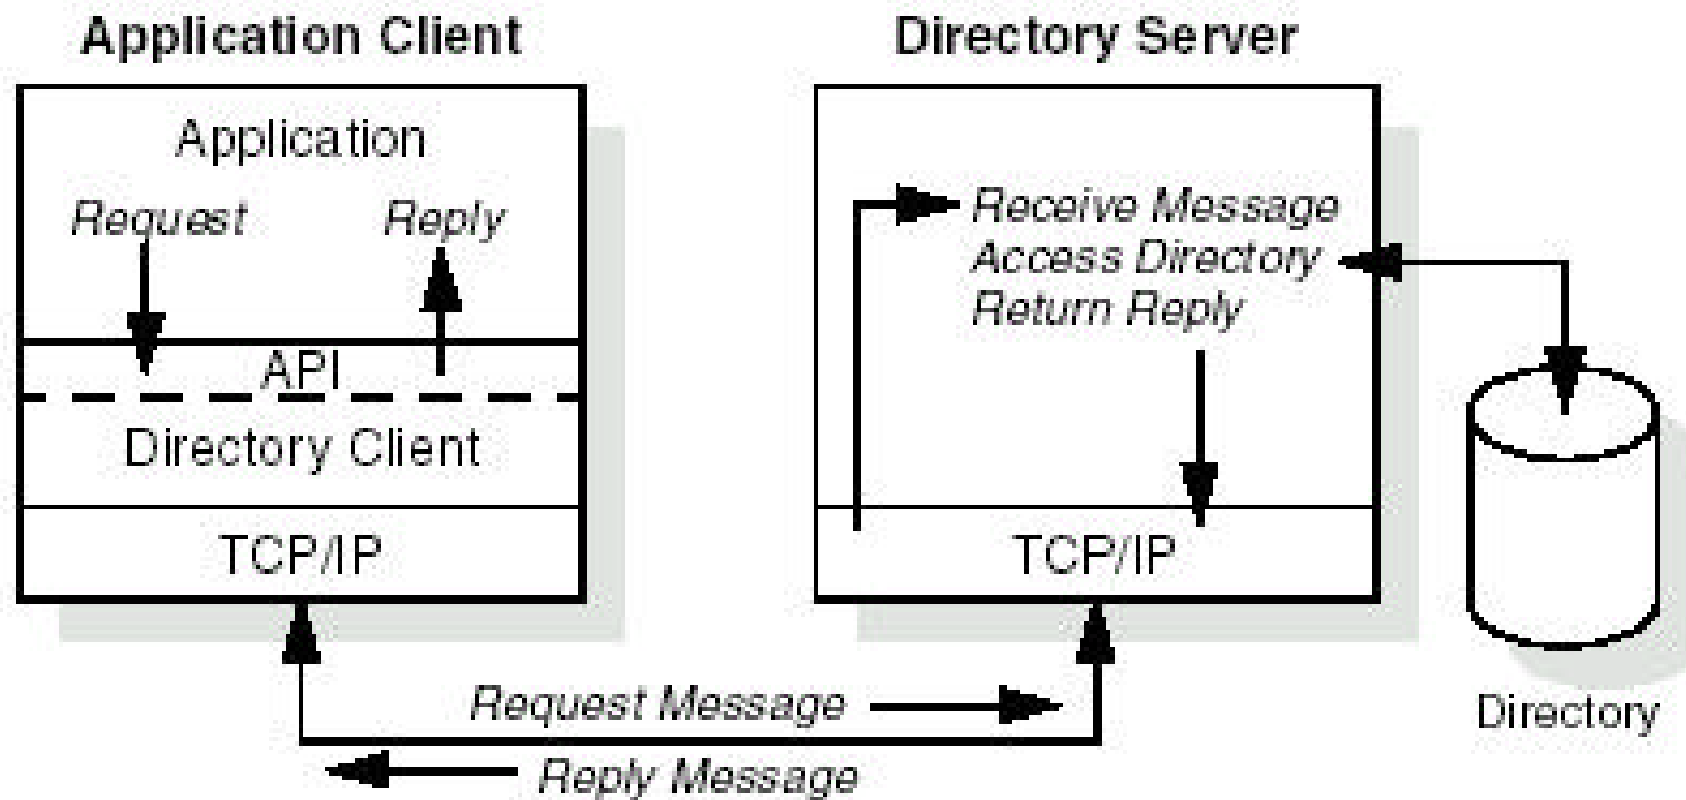 Application Client
Directory Server
Application
Request
Reply
API
Directory Client
TCP/IP
Receive Message
Access Directory
Return Reply
TCP/IP
Directory
Request Message
Reply Message